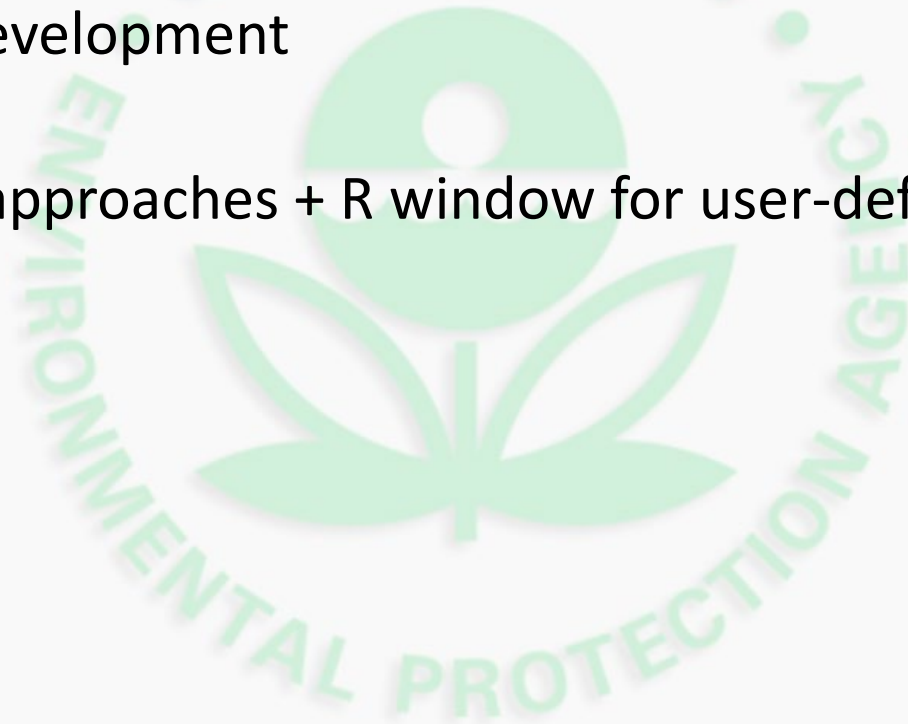 evelopment
approaches + R window for user-def
ENVIRONMENTAL PROTECTION AGENCY